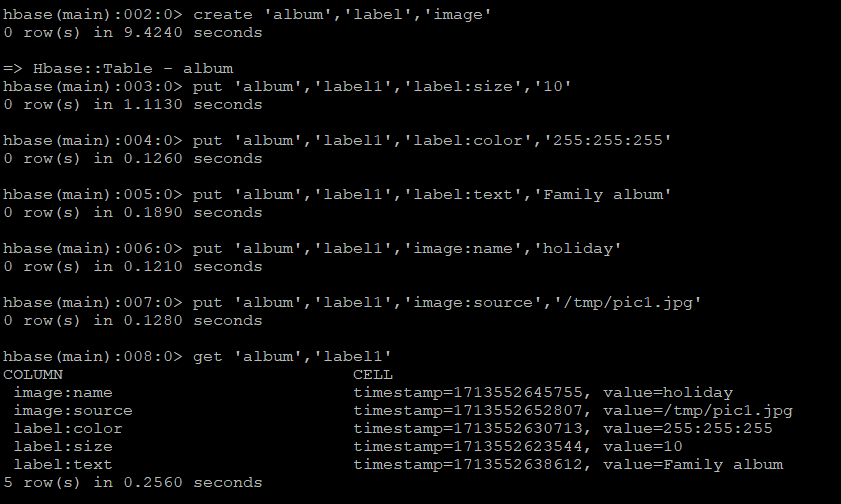 hbase(main):002:0> create 'album','label','image'
0 row(s) in 9.4240 seconds
=> Hbase::Table - album
hbase(main):003:0> put 'album','label1','label:size','10'
0 row(s) in 1.1130 seconds
hbase(main):004:0> put 'album','label1','label:color','255:255:255'
0 row(s) in 0.1260 seconds
hbase(main):005:0> put 'album','label1','label:text','Family album'
0 row(s) in 0.1890 seconds
hbase(main):006:0> put 'album','label1','image:name','holiday'
0 row(s) in 0.1210 seconds
hbase(main):007:0> put 'album','label1','image:source','/tmp/pic1.jpg'
0 row(s) in 0.1280 seconds
hbase(main):008:0> get 'album','label1'
COLUMN CELL
image:name timestamp=1713552645755, value=holiday
image:source timestamp=1713552652807, value=/tmp/pic1.jpg
label:color timestamp=1713552630713, value=255:255:255
label:size timestamp=1713552623544, value=10
label:text timestamp=1713552638612, value=Family album
5 row(s) in 0.2560 seconds